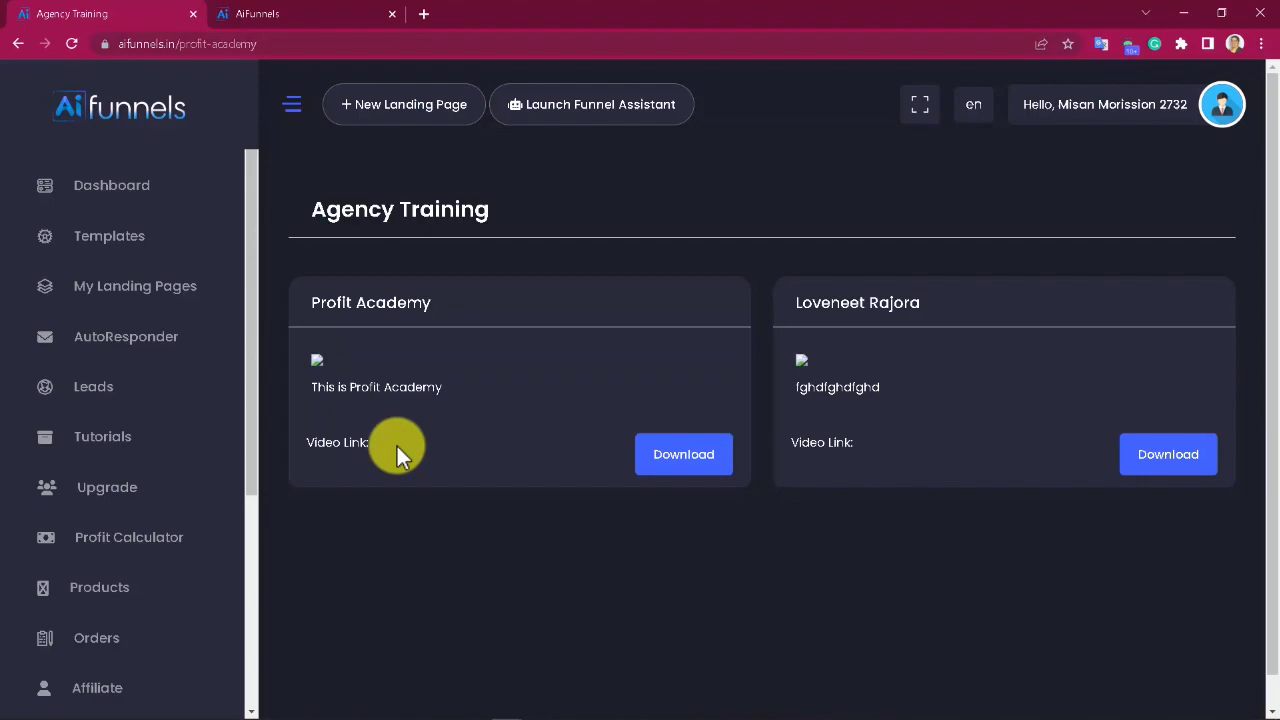 Agency Training
AiFunnels
aifunnels.in/profit-academy
10+
Aifunnels
+ New Landing Page
Launch Funnel Assistant
en
Hello, Misan Morission 2732
Dashboard
Templates
My Landing Pages
AutoResponder
Leads
Tutorials
Upgrade
Profit Calculator
Products
Orders
Affiliate
Agency Training
Profit Academy
This is Profit Academy
Video Link:
Download
Loveneet Rajora
fghdfghdfghd
Video Link:
Download